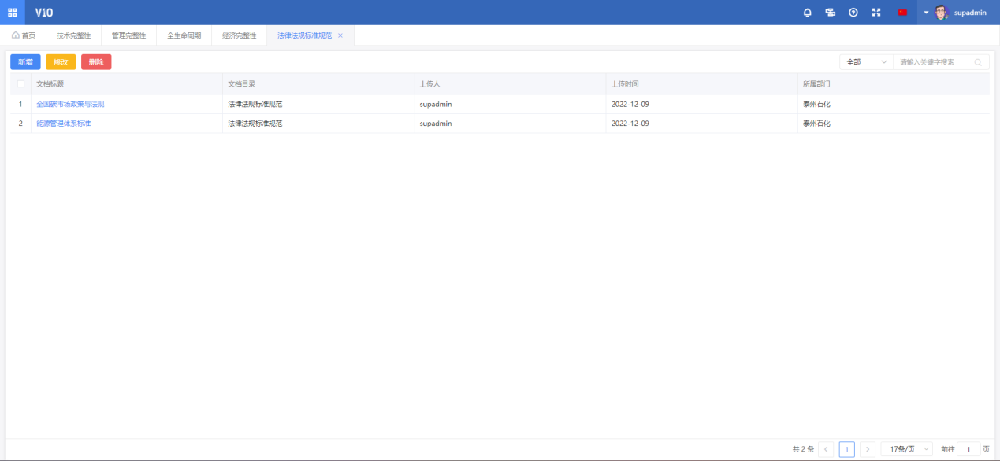 V10
supadmin
首页 技术完整性 管理完整性 全生命周期 经济完整性 法律法规标准规范
新增 修改 删除 全部 请输入关键字搜索
文档标题 文档目录 上传人 上传时间 所属部门
1 全国碳市场政策与法规 法律法规标准规范 supadmin 2022-12-09 泰州石化
2 能源管理体系标准 法律法规标准规范 supadmin 2022-12-09 泰州石化
共 2 条 1 17条/页 前往 1 页